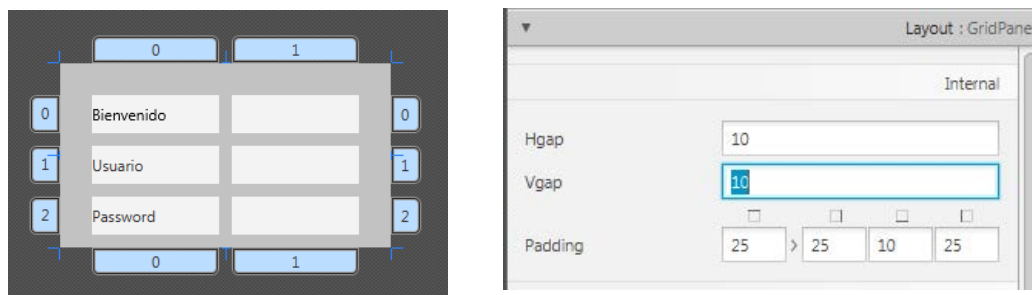 0 1
0 Bienvenido 0
1 Usuario 1
2 Password 2
0 1
Layout : GridPane
Internal
Hgap 10
Vgap 10
Padding 25 > 25 10 25